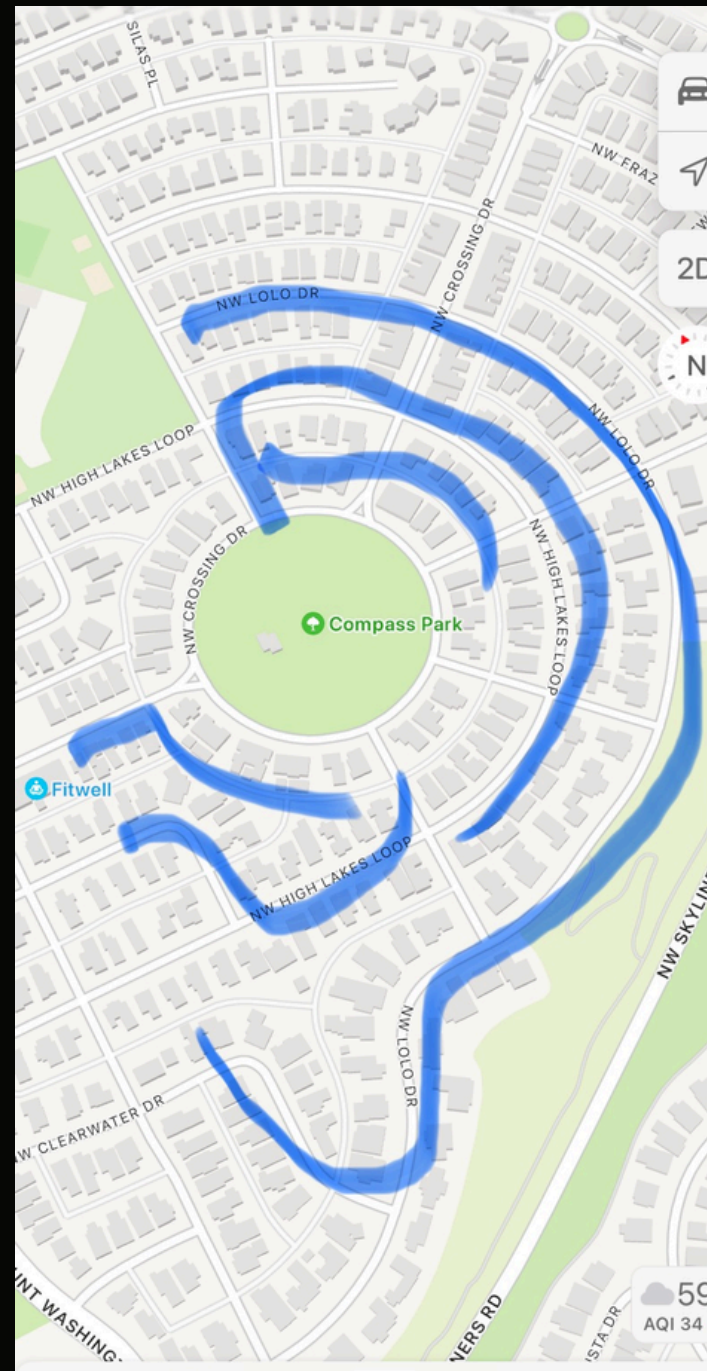 SILAS PL
NW FRAZ
NW CROSSING DR
2D
NW LOLO DR
N
NW LOLO DR
NW HIGH LAKES LOOP
NW CROSSING DR
NW HIGH LAKES LOOP
Compass Park
Fitwell
NW HIGH LAKES LOOP
NW SKYLIN
NW LOLO DR
NW CLEARWATER DR
UNT WASHING
NERS RD
STA DR
59
AQI 34